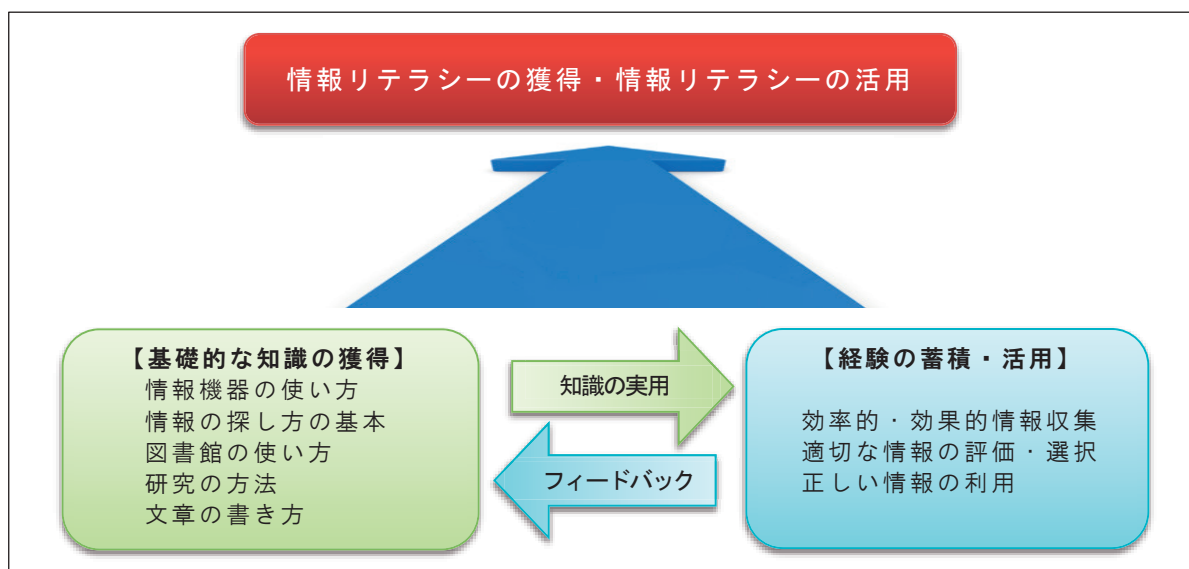 情報リテラシーの獲得・情報リテラシーの活用
【基礎的な知識の獲得】
情報機器の使い方
情報の探し方の基本
図書館の使い方
研究の方法
文章の書き方
知識の実用
フィードバック
【経験の蓄積・活用】
効率的・効果的情報収集
適切な情報の評価・選択
正しい情報の利用